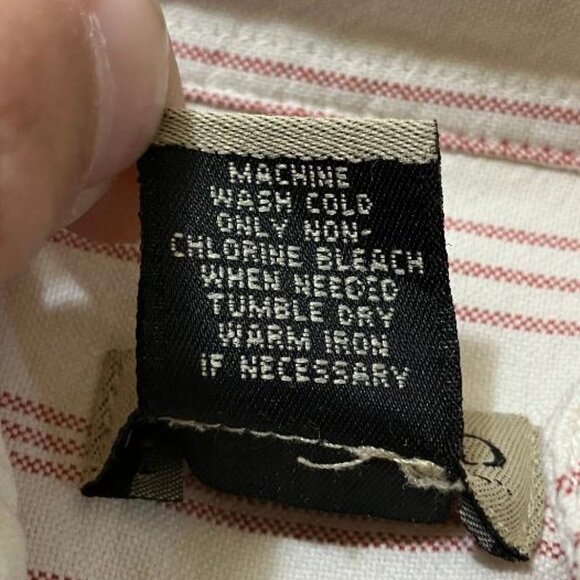 MACHINE
WASH COLD
ONLY NON-
CHLORINE BLEACH
WHEN NEEDED
TUMBLE DRY
WARM IRON
IF NECESSARY